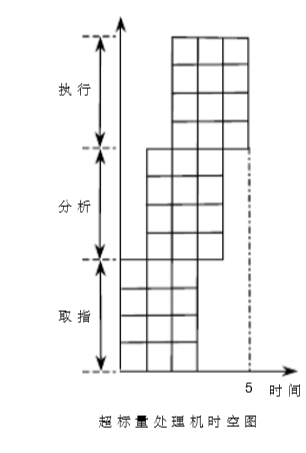 执行
分析
取指
5 时间
超标量处理机时空图